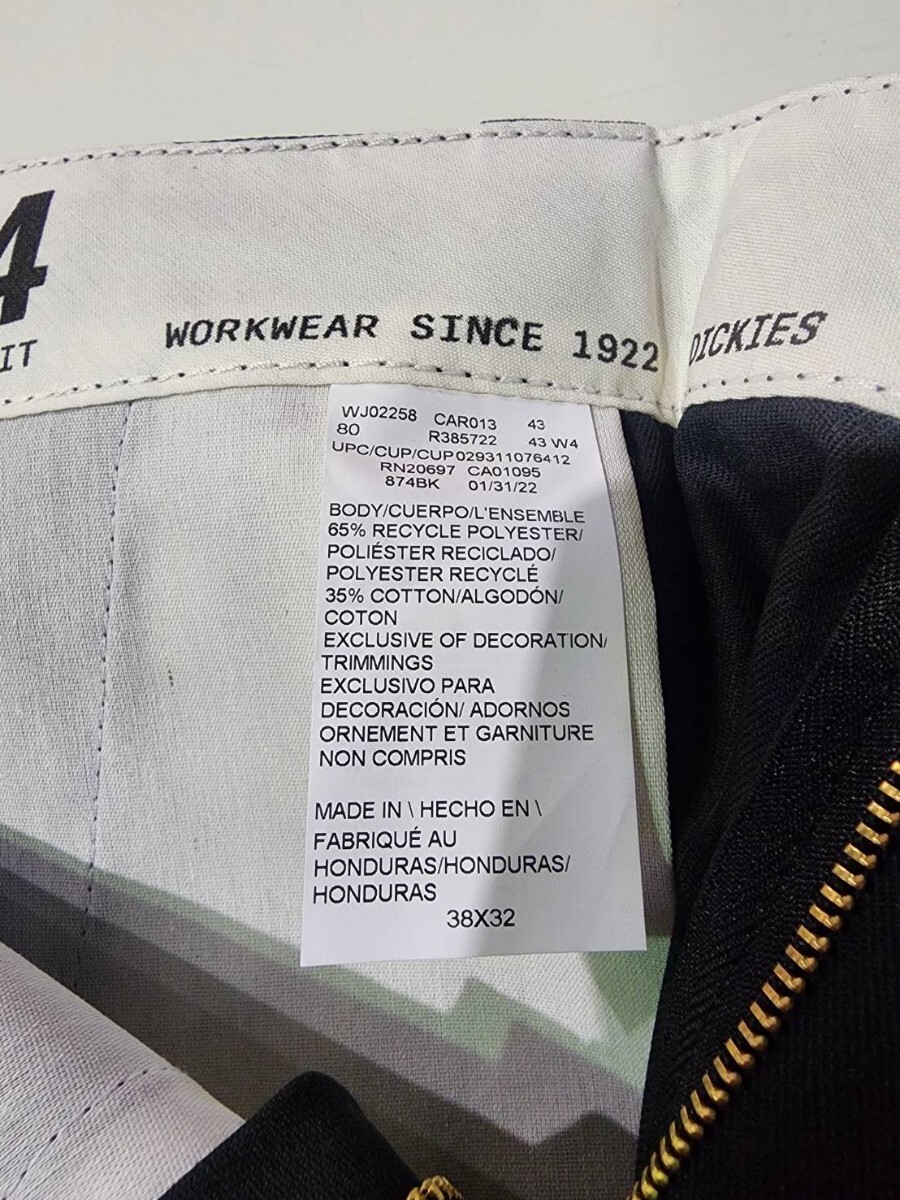 4
IT
WORKWEAR SINCE 1922
DICKIES
WJ02258 CAR013 43
80 R385722 43 W4
UPC/CUP/CUP029311076412
RN20697 CA01095
874BK 01/31/22
BODY/CUERPO/L'ENSEMBLE
65% RECYCLE POLYESTER/
POLIÉSTER RECICLADO/
POLYESTER RECYCLÉ
35% COTTON/ALGODÓN/
COTON
EXCLUSIVE OF DECORATION/
TRIMMINGS
EXCLUSIVO PARA
DECORACIÓN/ ADORNOS
ORNEMENT ET GARNITURE
NON COMPRIS
MADE IN \ HECHO EN \
FABRIQUÉ AU
HONDURAS/HONDURAS/
HONDURAS
38X32